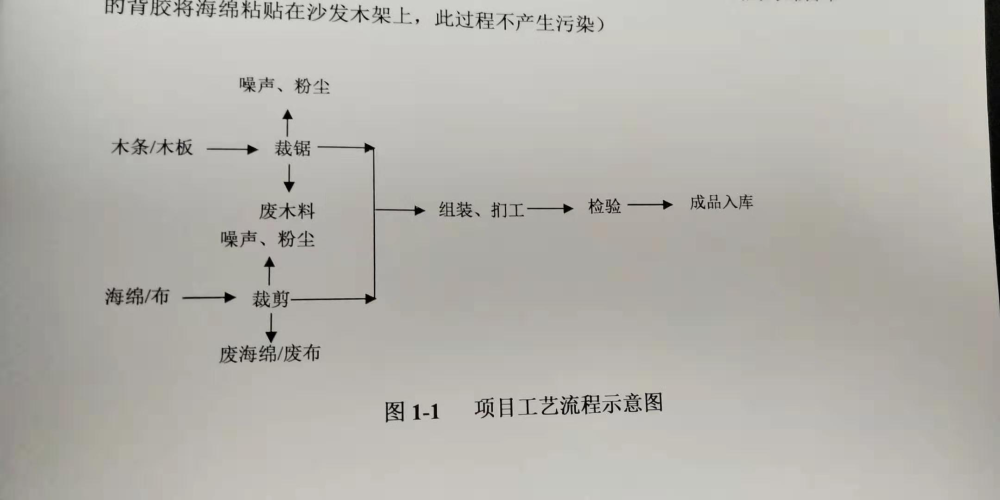 的背胶将海绵粘贴在沙发木架上，此过程不产生污染）
噪声、粉尘
木条/木板 裁锯
废木料
组装、扪工 检验 成品入库
噪声、粉尘
海绵/布 裁剪
废海绵/废布
图 1-1 项目工艺流程示意图